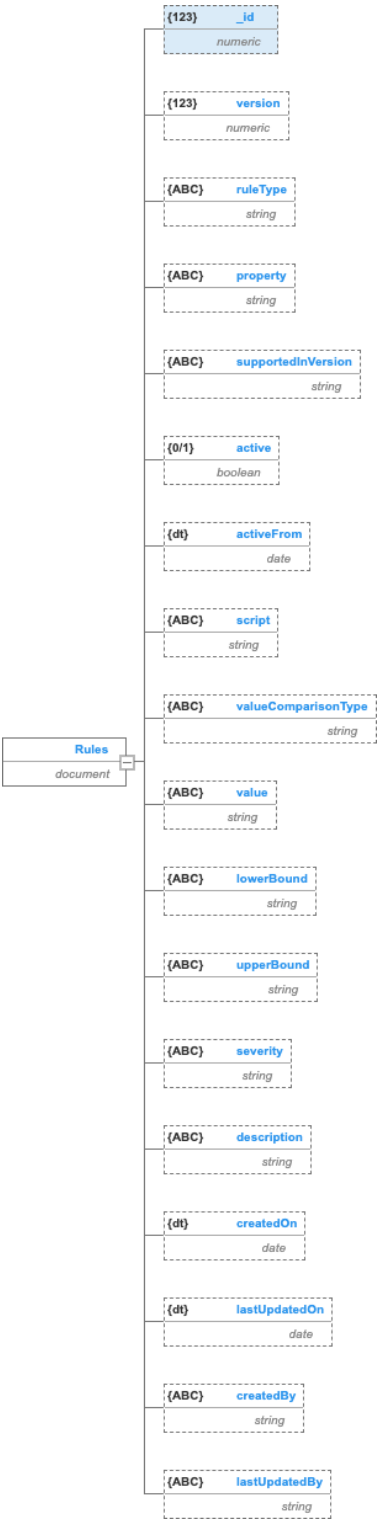 {123} _id
numeric
{123} version
numeric
{ABC} ruleType
string
{ABC} property
string
{ABC} supportedInVersion
string
{0/1} active
boolean
{dt} activeFrom
date
{ABC} script
string
{ABC} valueComparisonType
string
Rules
document
{ABC} value
string
{ABC} lowerBound
string
{ABC} upperBound
string
{ABC} severity
string
{ABC} description
string
{dt} createdOn
date
{dt} lastUpdatedOn
date
{ABC} createdBy
string
{ABC} lastUpdatedBy
string